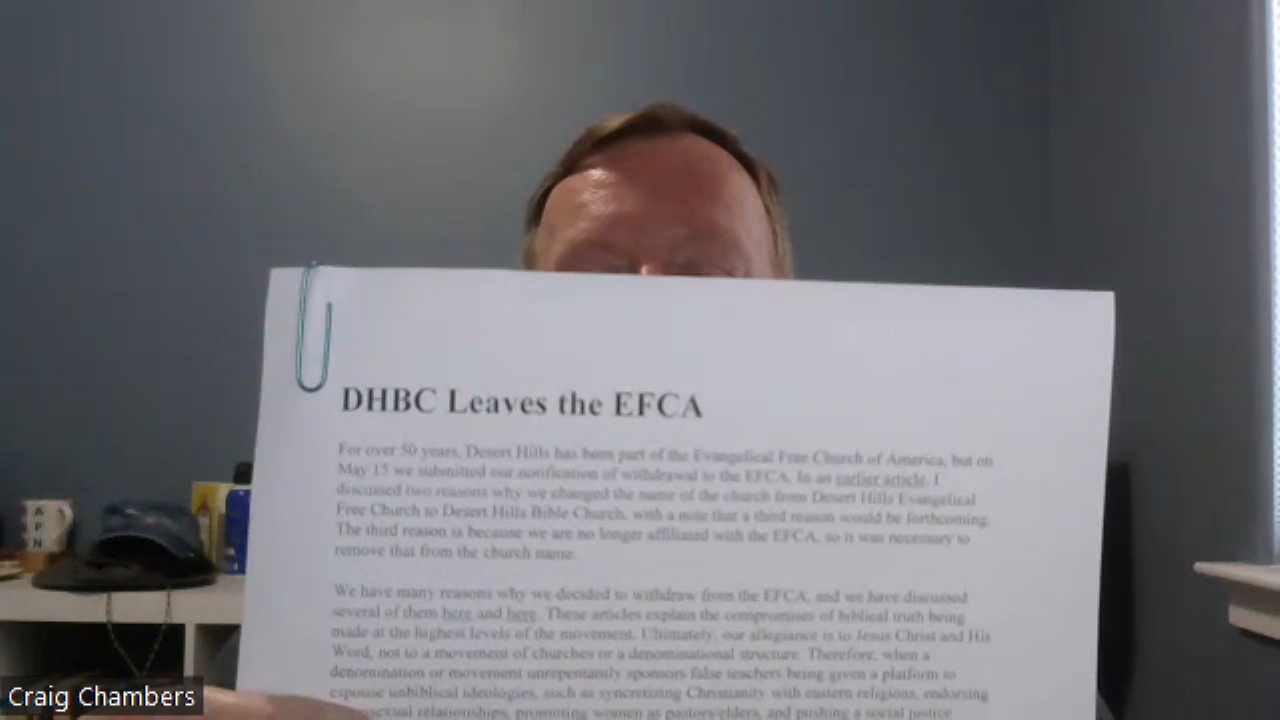 DHBC Leaves the EFCA
For over 50 years, Desert Hills has been part of the Evangelical Free Church of America, but on
May 15 we submitted our notification of withdrawal to the EFCA. In an earlier article, I
discussed two reasons why we changed the name of the church from Desert Hills Evangelical
Free Church to Desert Hills Bible Church, with a note that a third reason would be forthcoming.
The third reason is because we are no longer affiliated with the EFCA, so it was necessary to
remove that from the church name.
We have many reasons why we decided to withdraw from the EFCA, and we have discussed
several of them here and here. These articles explain the compromises of biblical truth being
made at the highest levels of the movement. Ultimately, our allegiance is to Jesus Christ and His
Word, not to a movement of churches or a denominational structure. Therefore, when a
denomination or movement unrepentantly sponsors false teachers being given a platform to
espouse unbiblical ideologies, such as syncretizing Christianity with eastern religions, endorsing
relationships, promoting women as pastors/elders, and pushing a social justice
A
P
N
Craig Chambers